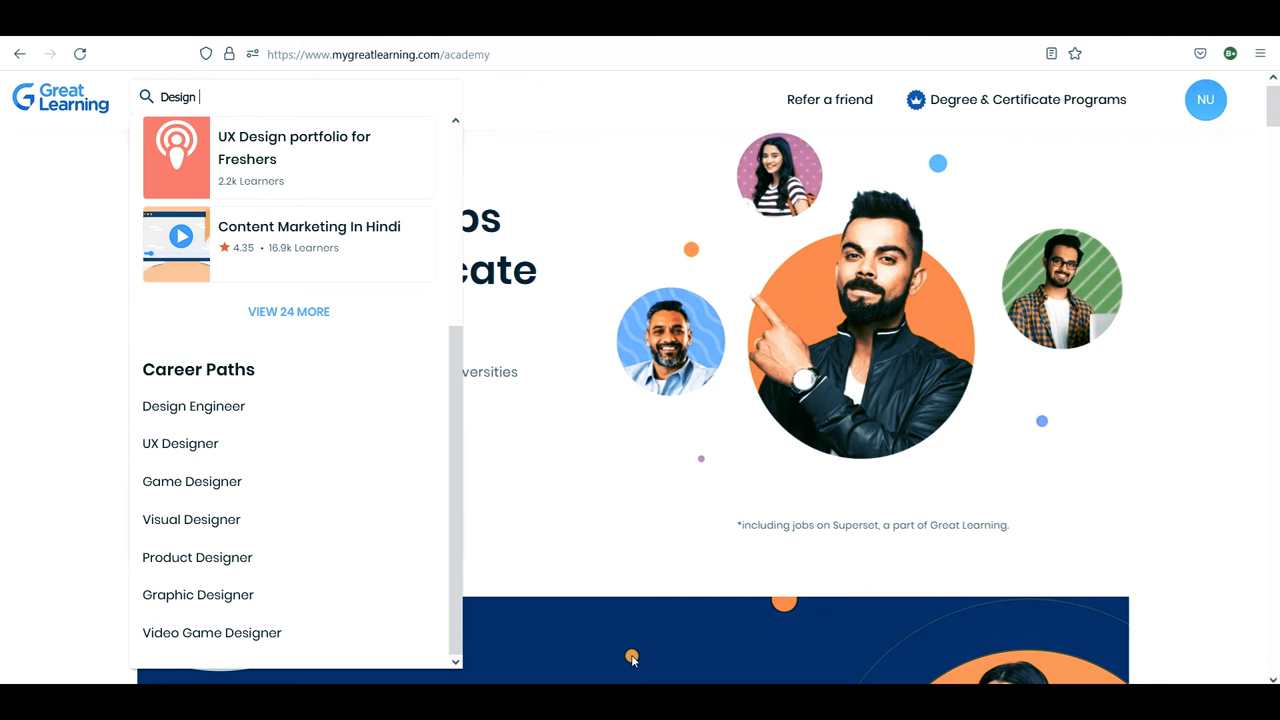 https://www.mygreatlearning.com/academy
Great
Learning
Design
Refer a friend
Degree & Certificate Programs
NU
UX Design portfolio for
Freshers
2.2k Learners
Content Marketing In Hindi
4.35 • 16.9k Learners
VIEW 24 MORE
Career Paths
Design Engineer
UX Designer
Game Designer
Visual Designer
Product Designer
Graphic Designer
Video Game Designer
*including jobs on Superset, a part of Great Learning.